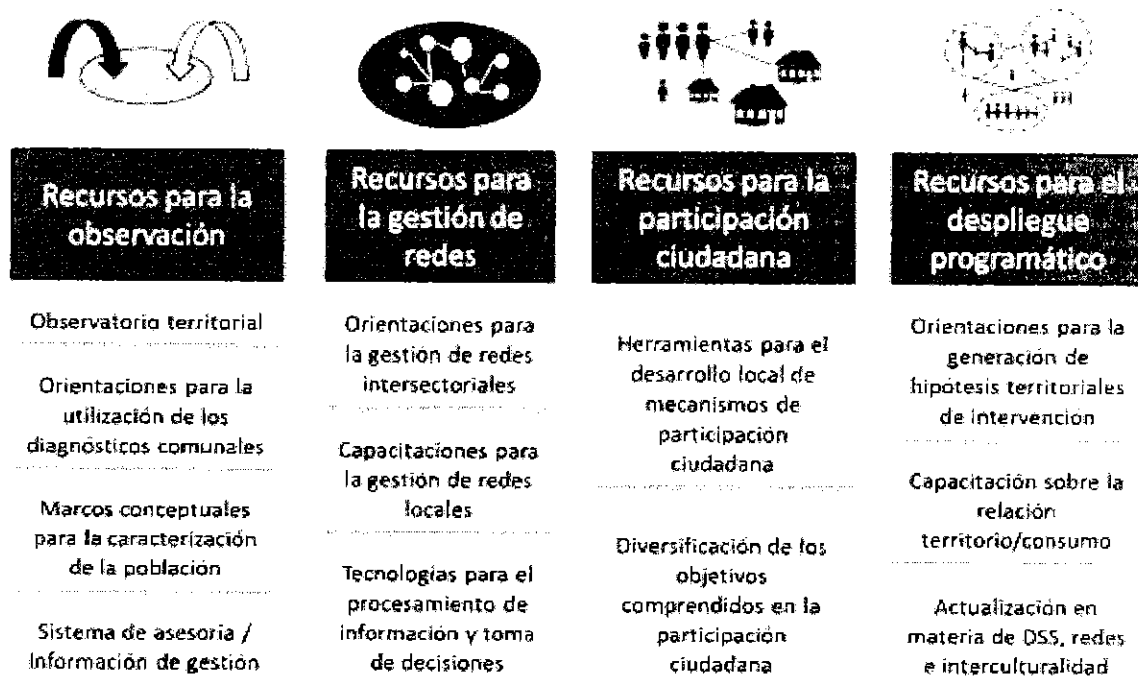 Recursos para la
observación
Observatorio territorial
Orientaciones para la
utilización de los
diagnósticos comunales
Marcos conceptuales
para la caracterización
de la población
Sistema de asesoría /
Información de gestión
Recursos para
la gestión de
redes
Orientaciones para
la gestión de redes
intersectoriales
Capacitaciones para
la gestión de redes
locales
Tecnologías para el
procesamiento de
información y toma
de decisiones
Recursos para la
participación
ciudadana
Herramientas para el
desarrollo local de
mecanismos de
participación
ciudadana
Diversificación de los
objetivos
comprendidos en la
participación
ciudadana
Recursos para el
despliegue
programático
Orientaciones para la
generación de
hipótesis territoriales
de intervención
Capacitación sobre la
relación
territorio/consumo
Actualización en
materia de DSS, redes
e interculturalidad